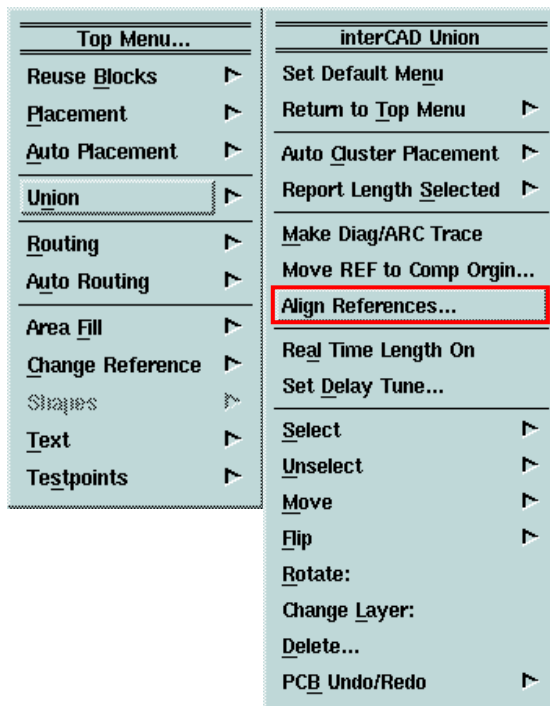 Top Menu...
Reuse Blocks
Placement
Auto Placement
Union
Routing
Auto Routing
Area Fill
Change Reference
Shapes
Text
Testpoints
interCAD Union
Set Default Menu
Return to Top Menu
Auto Cluster Placement
Report Length Selected
Make Diag/ARC Trace
Move REF to Comp Orgin...
Align References...
Real Time Length On
Set Delay Tune...
Select
Unselect
Move
Flip
Rotate:
Change Layer:
Delete...
PCB Undo/Redo